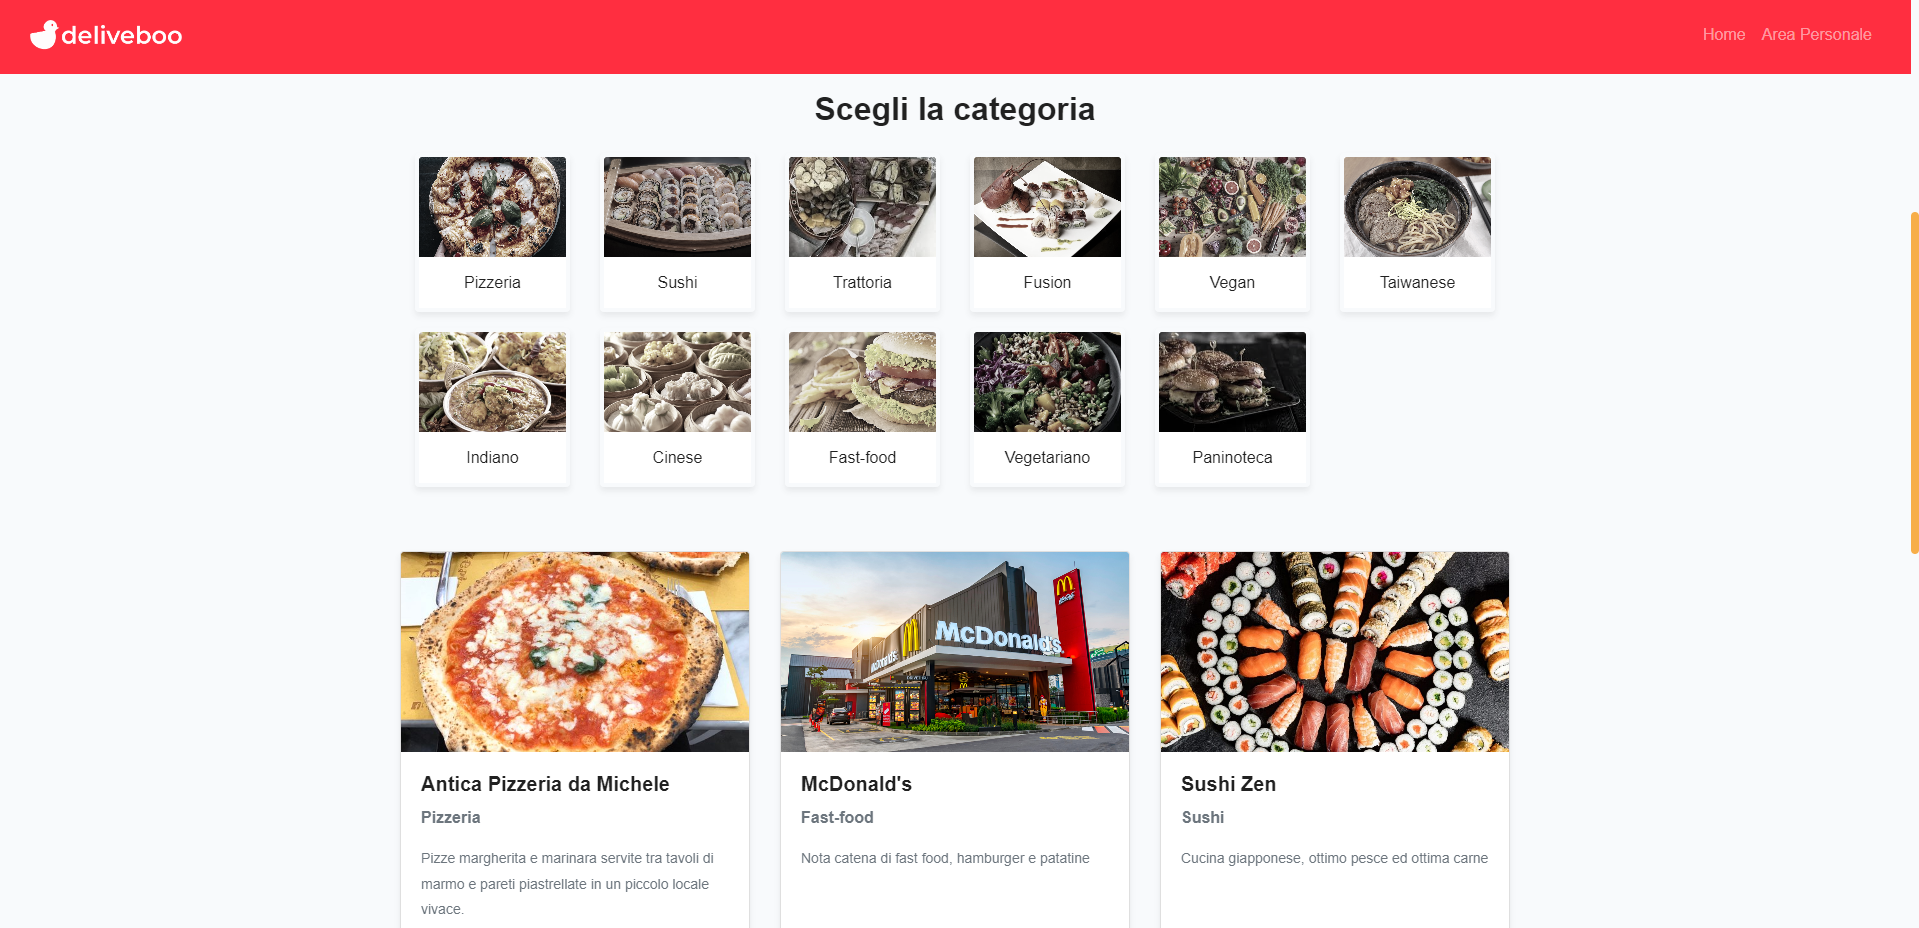 deliveboo
Home Area Personale
Scegli la categoria
Pizzeria Sushi Trattoria Fusion Vegan Taiwanese
Indiano Cinese Fast-food Vegetariano Paninoteca
McDonald's
McDonald's
Antica Pizzeria da Michele
Pizzeria
Pizze margherita e marinara servite tra tavoli di
marmo e pareti piastrellate in un piccolo locale
vivace.
McDonald's
Fast-food
Nota catena di fast food, hamburger e patatine
Sushi Zen
Sushi
Cucina giapponese, ottimo pesce ed ottima carne